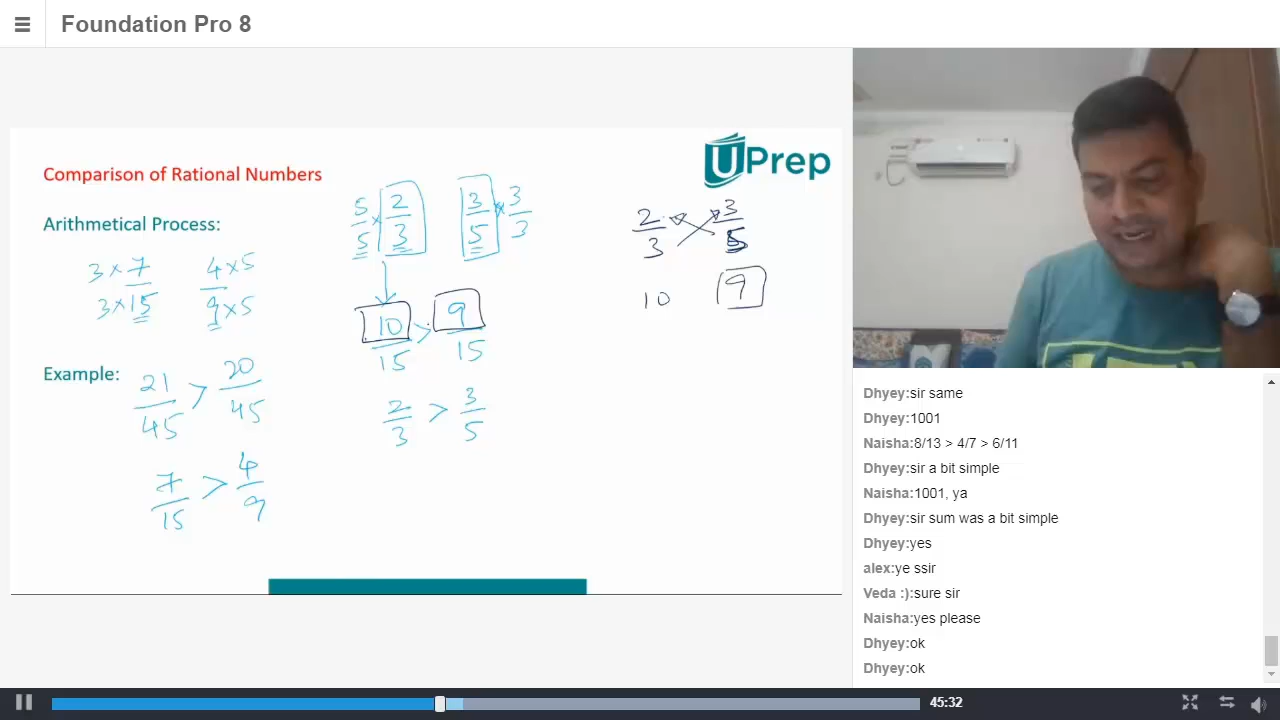 Foundation Pro 8
UPrep
Comparison of Rational Numbers
Arithmetical Process:
5/5 × 2/3 3/5 × 3/3
2/3 3/5
3×7 4×5
3×15 9×5
10 9
10/15 > 9/15
Example:
21/45 > 20/45
2/3 > 3/5
7/15 > 4/9
Dhyey:sir same
Dhyey:1001
Naisha:8/13 > 4/7 > 6/11
Dhyey:sir a bit simple
Naisha:1001, ya
Dhyey:sir sum was a bit simple
Dhyey:yes
alex:ye ssir
Veda :):sure sir
Naisha:yes please
Dhyey:ok
Dhyey:ok
45:32